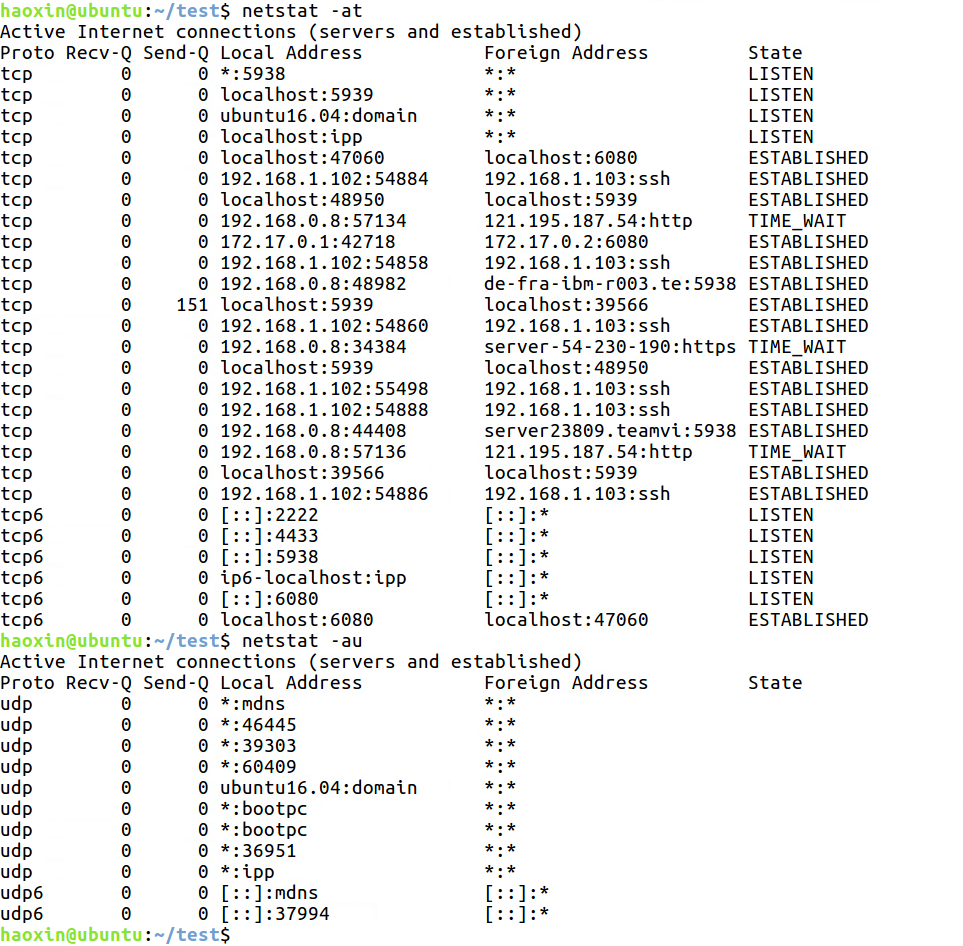 haoxin@ubuntu:~/test$ netstat -at
Active Internet connections (servers and established)
Proto Recv-Q Send-Q Local Address           Foreign Address         State
tcp        0      0 *:5938                  *:*                     LISTEN
tcp        0      0 localhost:5939          *:*                     LISTEN
tcp        0      0 ubuntu16.04:domain      *:*                     LISTEN
tcp        0      0 localhost:ipp           *:*                     LISTEN
tcp        0      0 localhost:47060         localhost:6080          ESTABLISHED
tcp        0      0 192.168.1.102:54884     192.168.1.103:ssh       ESTABLISHED
tcp        0      0 localhost:48950         localhost:5939          ESTABLISHED
tcp        0      0 192.168.0.8:57134       121.195.187.54:http     TIME_WAIT
tcp        0      0 172.17.0.1:42718        172.17.0.2:6080         ESTABLISHED
tcp        0      0 192.168.1.102:54858     192.168.1.103:ssh       ESTABLISHED
tcp        0      0 192.168.0.8:48982       de-fra-ibm-r003.te:5938 ESTABLISHED
tcp        0    151 localhost:5939          localhost:39566         ESTABLISHED
tcp        0      0 192.168.1.102:54860     192.168.1.103:ssh       ESTABLISHED
tcp        0      0 192.168.0.8:34384       server-54-230-190:https TIME_WAIT
tcp        0      0 localhost:5939          localhost:48950         ESTABLISHED
tcp        0      0 192.168.1.102:55498     192.168.1.103:ssh       ESTABLISHED
tcp        0      0 192.168.1.102:54888     192.168.1.103:ssh       ESTABLISHED
tcp        0      0 192.168.0.8:44408       server23809.teamvi:5938 ESTABLISHED
tcp        0      0 192.168.0.8:57136       121.195.187.54:http     TIME_WAIT
tcp        0      0 localhost:39566         localhost:5939          ESTABLISHED
tcp        0      0 192.168.1.102:54886     192.168.1.103:ssh       ESTABLISHED
tcp6       0      0 [::]:2222               [::]:*                  LISTEN
tcp6       0      0 [::]:4433               [::]:*                  LISTEN
tcp6       0      0 [::]:5938               [::]:*                  LISTEN
tcp6       0      0 ip6-localhost:ipp       [::]:*                  LISTEN
tcp6       0      0 [::]:6080               [::]:*                  LISTEN
tcp6       0      0 localhost:6080          localhost:47060         ESTABLISHED
haoxin@ubuntu:~/test$ netstat -au
Active Internet connections (servers and established)
Proto Recv-Q Send-Q Local Address           Foreign Address         State
udp        0      0 *:mdns                  *:*
udp        0      0 *:46445                 *:*
udp        0      0 *:39303                 *:*
udp        0      0 *:60409                 *:*
udp        0      0 ubuntu16.04:domain      *:*
udp        0      0 *:bootpc                *:*
udp        0      0 *:bootpc                *:*
udp        0      0 *:36951                 *:*
udp        0      0 *:ipp                   *:*
udp6       0      0 [::]:mdns               [::]:*
udp6       0      0 [::]:37994              [::]:*
haoxin@ubuntu:~/test$